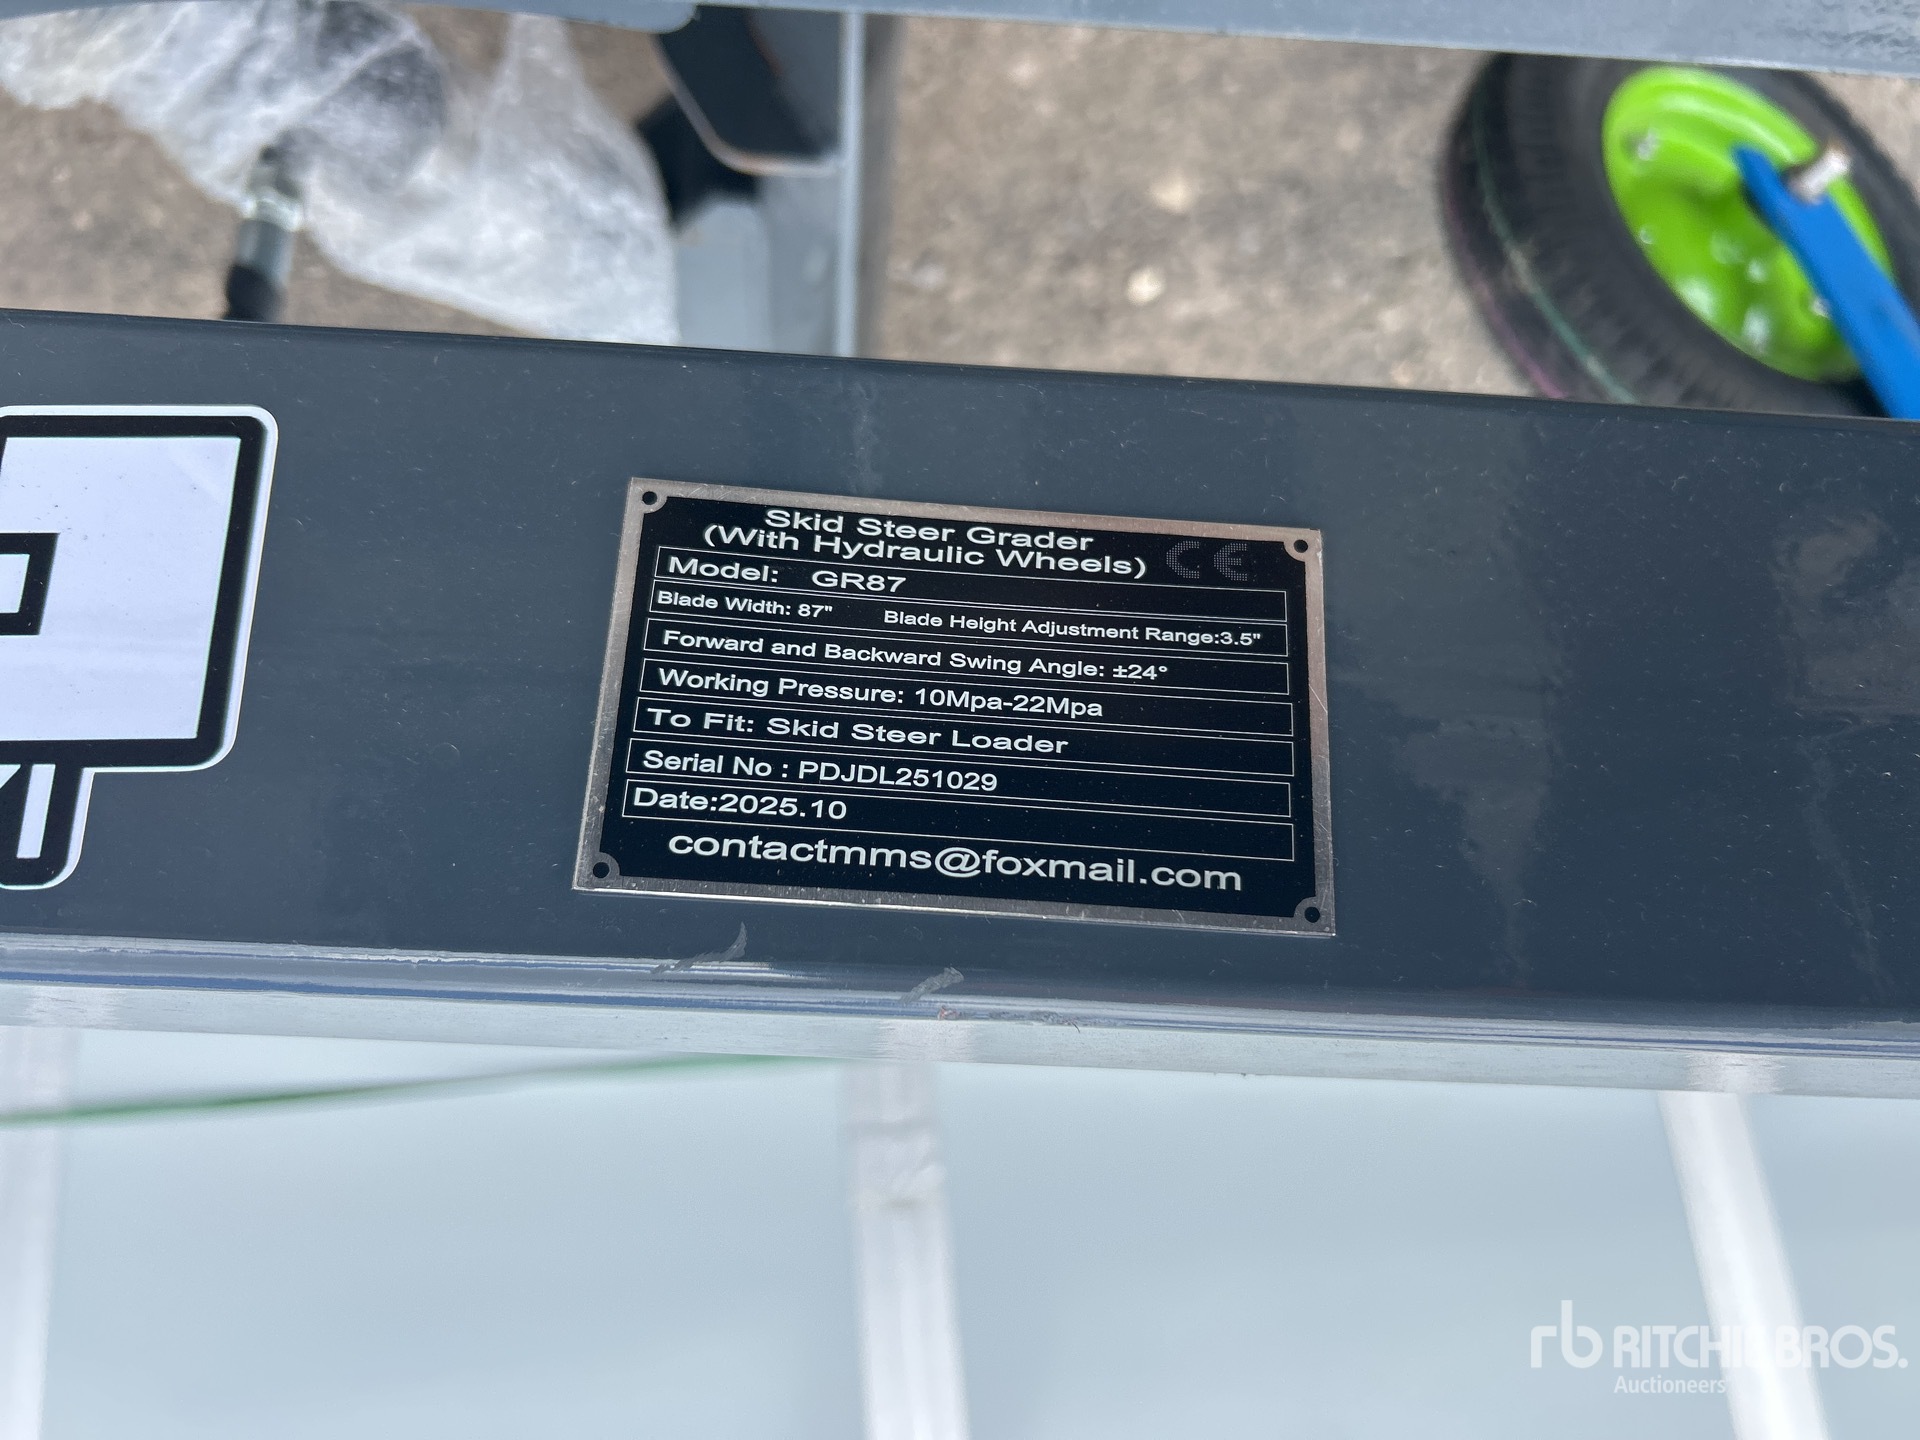 Skid Steer Grader
(With Hydraulic Wheels) CE
Model: GR87
Blade Width: 87" Blade Height Adjustment Range:3.5"
Forward and Backward Swing Angle: ±24°
Working Pressure: 10Mpa-22Mpa
To Fit: Skid Steer Loader
Serial No : PDJDL251029
Date:2025.10
contactmms@foxmail.com
rb RITCHIE BROS.
Auctioneers